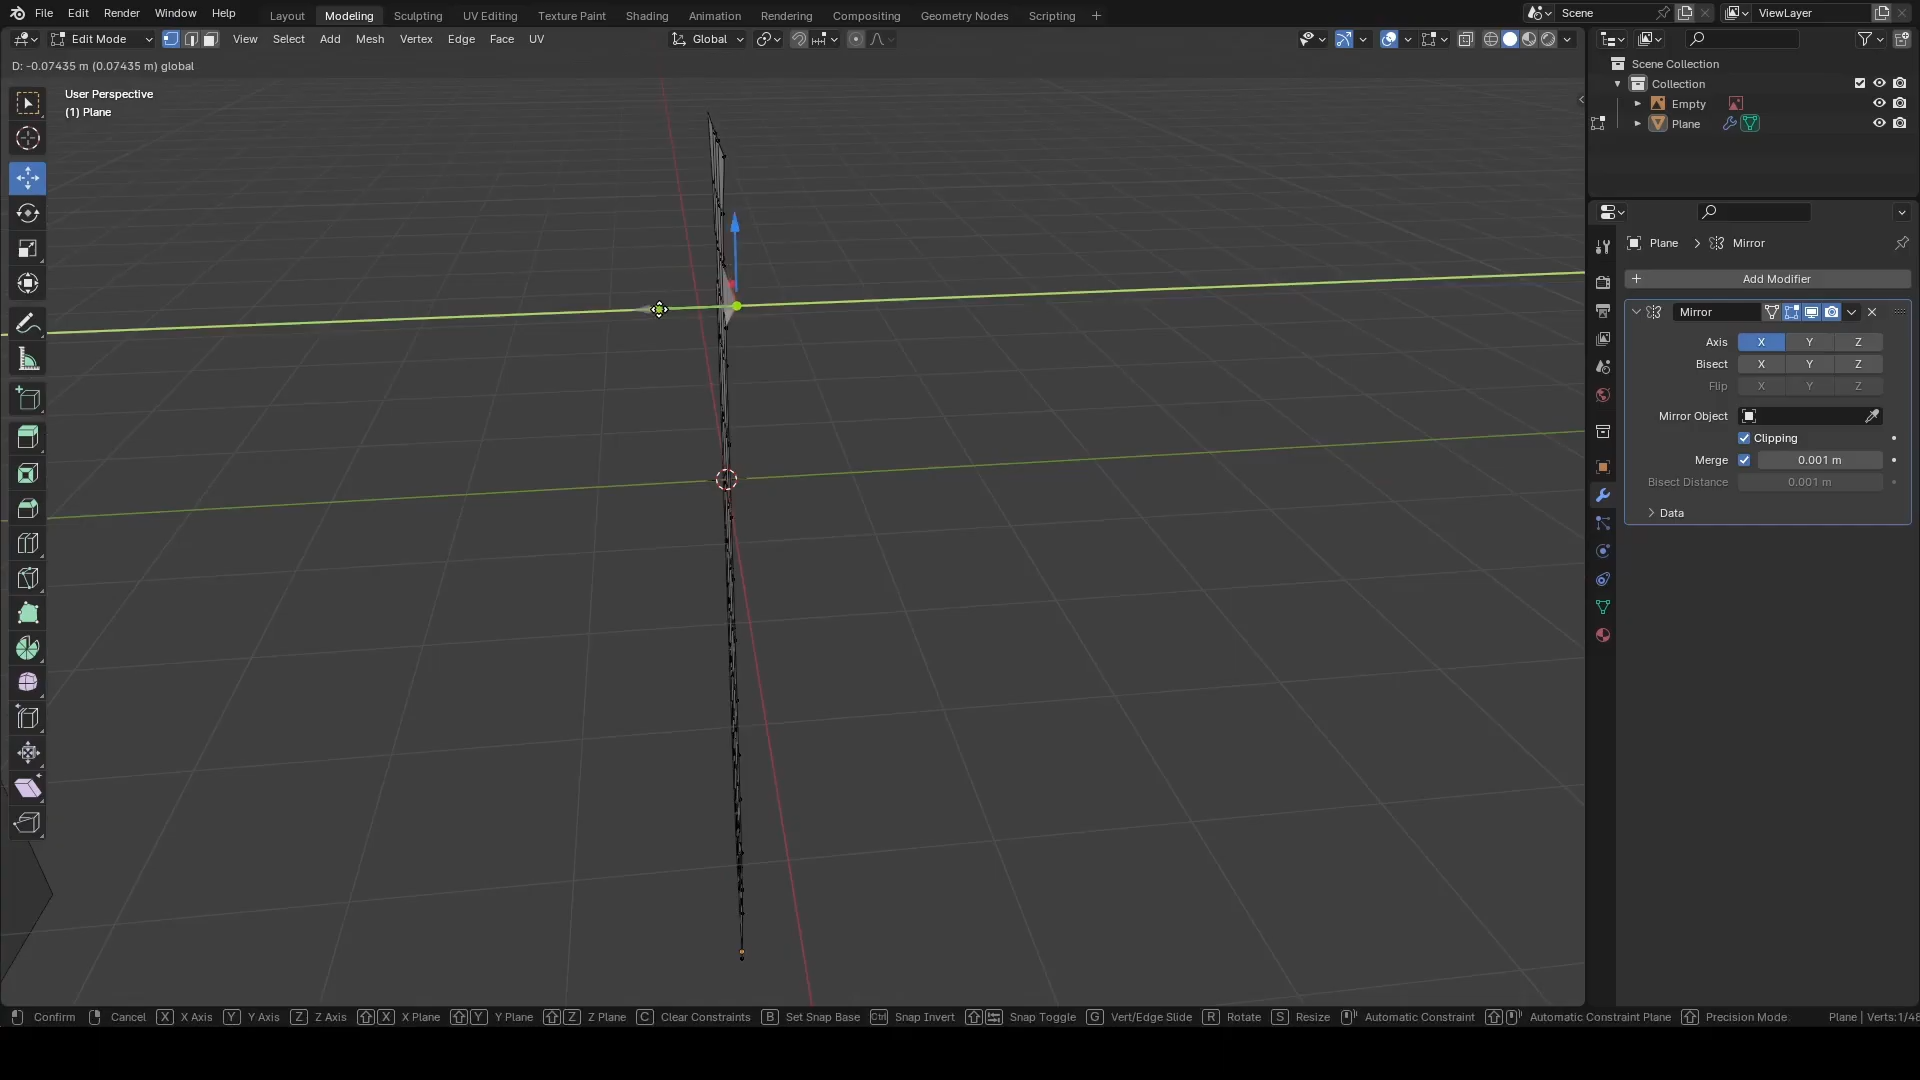 File Edit Render Window Help Layout Modeling Sculpting UV Editing Texture Paint Shading Animation Rendering Compositing Geometry Nodes Scripting Scene ViewLayer
Edit Mode View Select Add Mesh Vertex Edge Face UV Global
D: -0.07435 m (0.07435 m) global
User Perspective
(1) Plane
Scene Collection
Collection
Empty
Plane
Plane Mirror
Add Modifier
Mirror
Axis X Y Z
Bisect X Y Z
Flip X Y Z
Mirror Object
Clipping
Merge 0.001 m
Bisect Distance 0.001 m
Data
Confirm Cancel X X Axis Y Y Axis Z Z Axis X X Plane Y Y Plane Z Z Plane C Clear Constraints B Set Snap Base Ctrl Snap Invert Snap Toggle G Vert/Edge Slide R Rotate S Resize Automatic Constraint Automatic Constraint Plane Precision Mode Plane | Verts:1/48